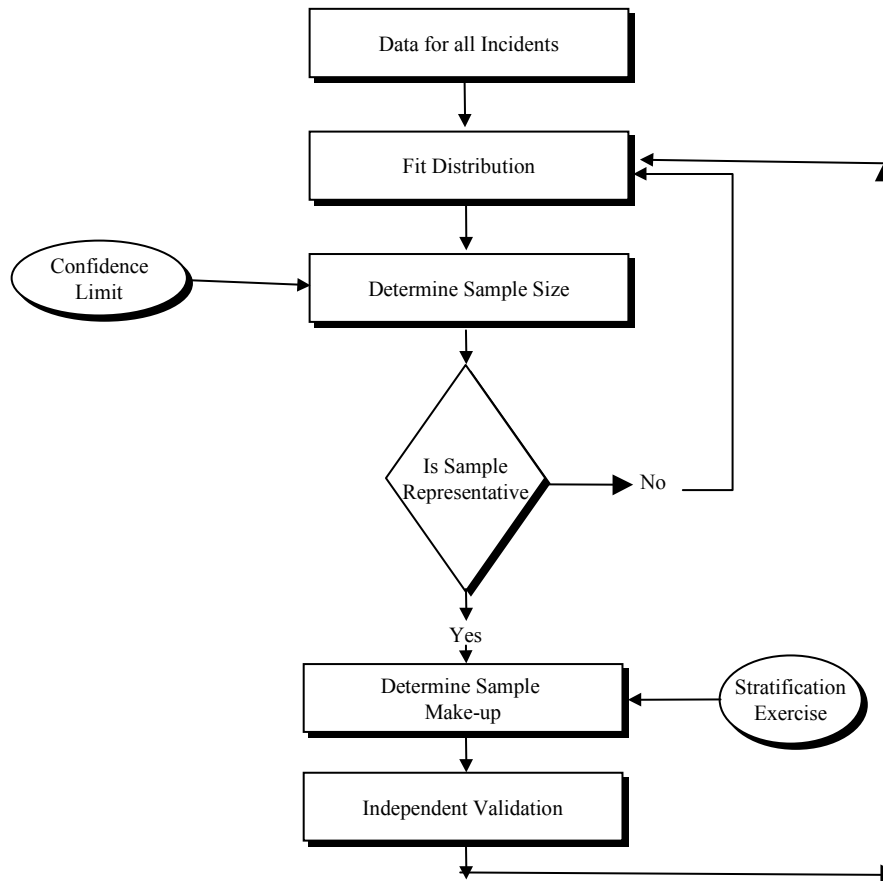 Data for all Incidents
Fit Distribution
Confidence
Limit
Determine Sample Size
Is Sample
Representative
No
Yes
Determine Sample
Make-up
Stratification
Exercise
Independent Validation